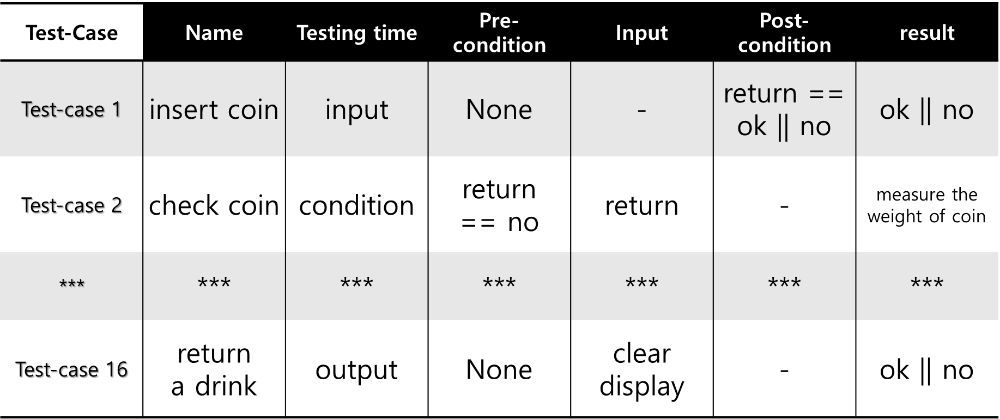 Test-Case Name Testing time Pre-condition Input Post-condition result
Test-case 1 insert coin input None - return == ok || no ok || no
Test-case 2 check coin condition return == no return - measure the weight of coin
*** *** *** *** *** *** ***
Test-case 16 return a drink output None clear display - ok || no